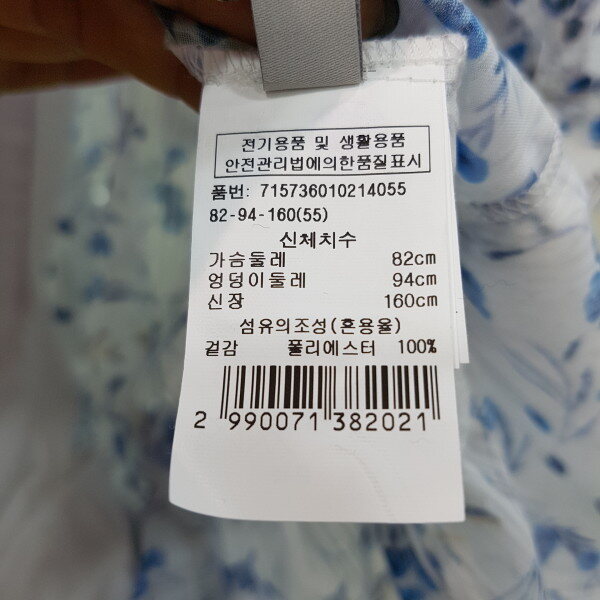 전기용품 및 생활용품
안전관리법에의한품질표시
품번: 715736010214055
82-94-160(55)
신체치수
가슴둘레 82cm
엉덩이둘레 94cm
신장 160cm
섬유의조성(혼용율)
겉감 폴리에스터 100%
2 990071 382021